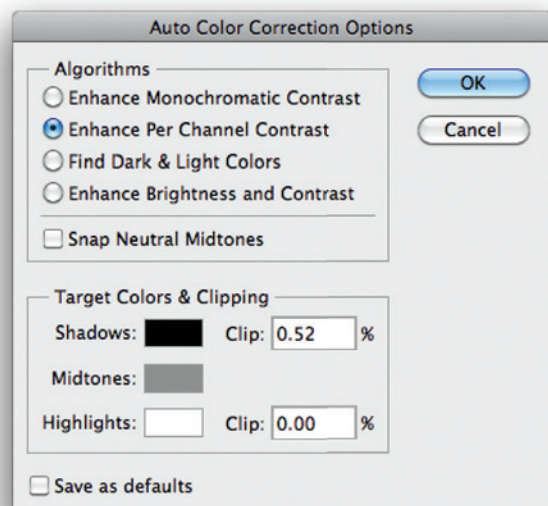 Auto Color Correction Options
Algorithms
Enhance Monochromatic Contrast
Enhance Per Channel Contrast
Find Dark & Light Colors
Enhance Brightness and Contrast
Snap Neutral Midtones
OK
Cancel
Target Colors & Clipping
Shadows: Clip: 0.52 %
Midtones:
Highlights: Clip: 0.00 %
Save as defaults